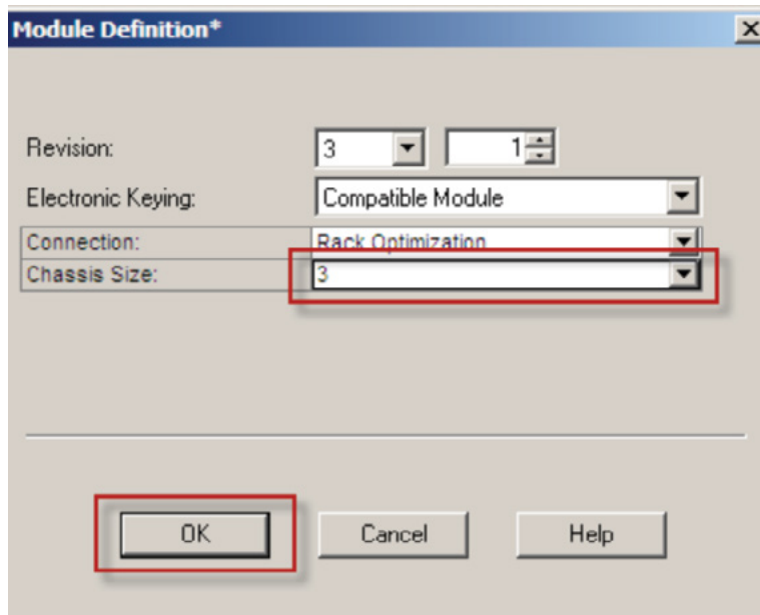 Module Definition*
Revision: 3 1
Electronic Keying: Compatible Module
Connection: Rack Optimization
Chassis Size: 3
OK Cancel Help